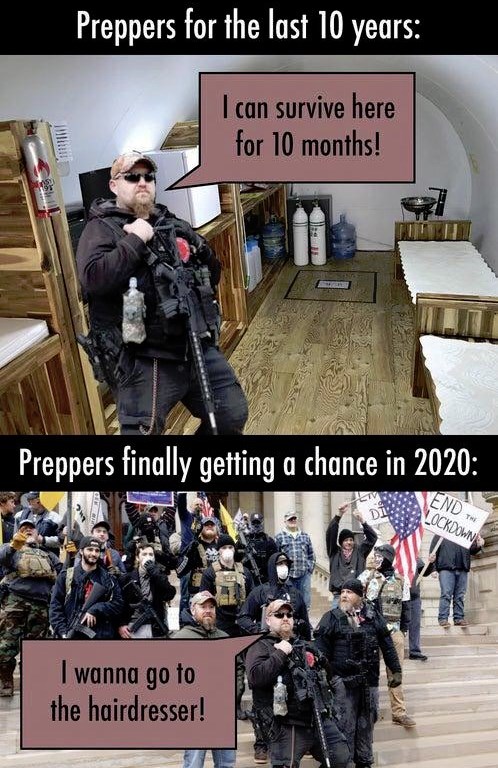 Preppers for the last 10 years:
I can survive here
for 10 months!
Preppers finally getting a chance in 2020:
END THE
LOCKDOWN
I wanna go to
the hairdresser!